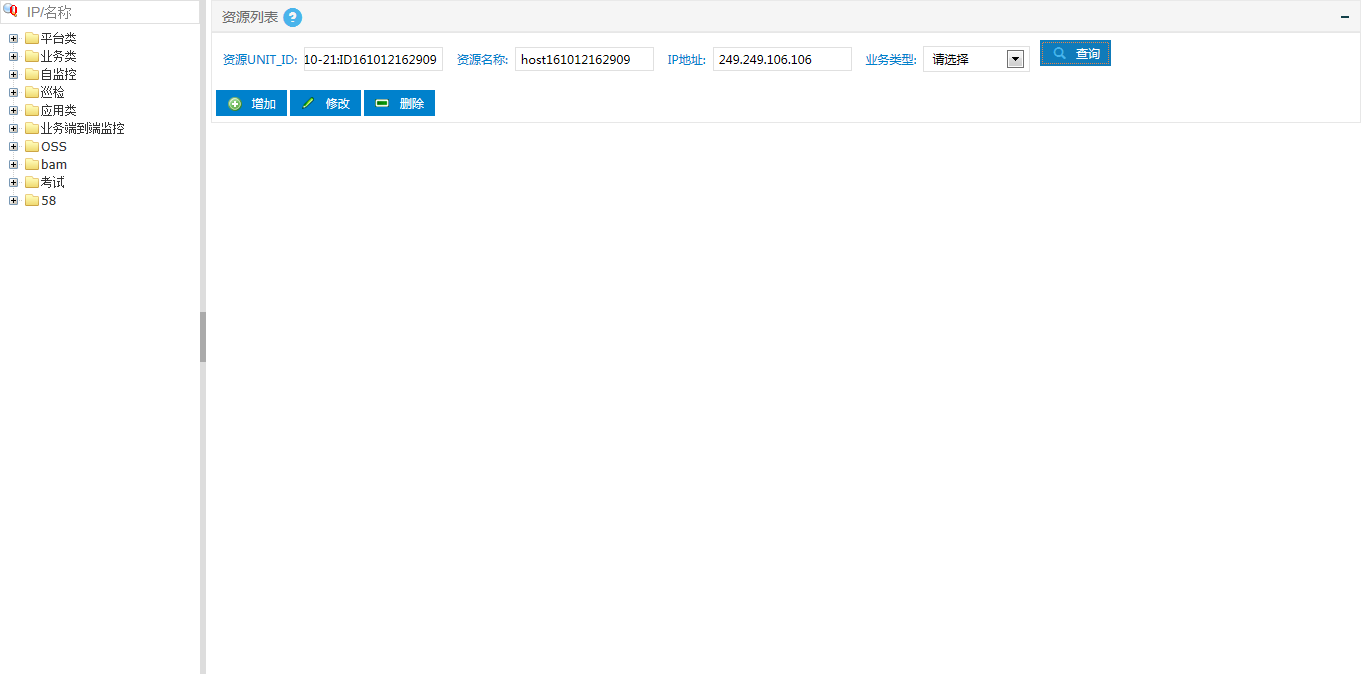 IP/名称
平台类
业务类
自监控
巡检
应用类
业务端到端监控
OSS
bam
考试
58
资源列表 ?
资源UNIT_ID: 10-21:ID161012162909 资源名称: host161012162909 IP地址: 249.249.106.106 业务类型: 请选择 查询
增加 修改 删除